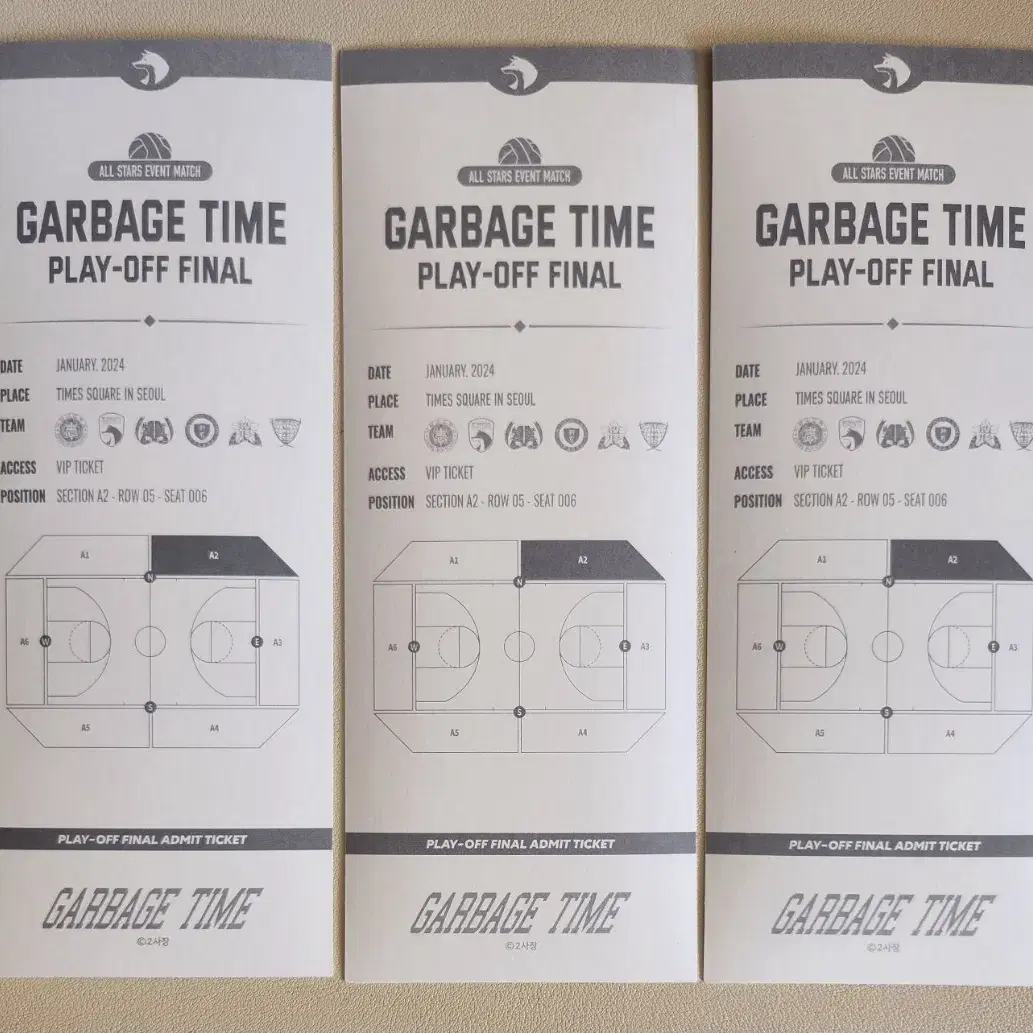 ALL STARS EVENT MATCH
GARBAGE TIME
PLAY-OFF FINAL
DATE JANUARY. 2024
PLACE TIMES SQUARE IN SEOUL
TEAM
ACCESS VIP TICKET
POSITION SECTION A2 - ROW 05 - SEAT 006
A1 A2
N
A6 W E A3
S
A5 A4
PLAY-OFF FINAL ADMIT TICKET
GARBAGE TIME
©2사장
ALL STARS EVENT MATCH
GARBAGE TIME
PLAY-OFF FINAL
DATE JANUARY. 2024
PLACE TIMES SQUARE IN SEOUL
TEAM
ACCESS VIP TICKET
POSITION SECTION A2 - ROW 05 - SEAT 006
A1 A2
N
A6 W E A3
S
A5 A4
PLAY-OFF FINAL ADMIT TICKET
GARBAGE TIME
©2사장
ALL STARS EVENT MATCH
GARBAGE TIME
PLAY-OFF FINAL
DATE JANUARY. 2024
PLACE TIMES SQUARE IN SEOUL
TEAM
ACCESS VIP TICKET
POSITION SECTION A2 - ROW 05 - SEAT 006
A1 A2
N
A6 W E A3
S
A5 A4
PLAY-OFF FINAL ADMIT TICKET
GARBAGE TIME
©2사장